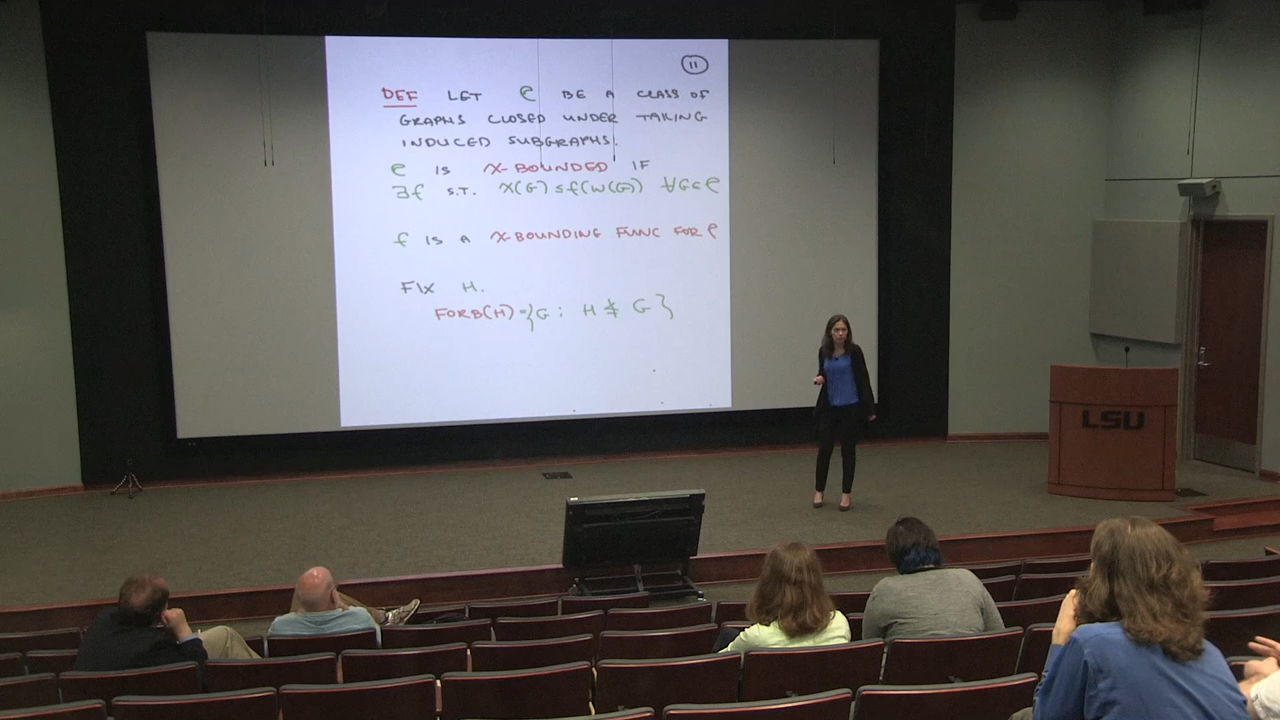 11
DEF LET C BE A CLASS OF
GRAPHS CLOSED UNDER TAKING
INDUCED SUBGRAPHS.
C IS χ-BOUNDED IF
∃f S.T. χ(G) ≤ f(ω(G)) ∀G∈C
f IS A χ-BOUNDING FUNC FOR C
FIX H.
FORB(H)={G: H ⊄ G}
LSU